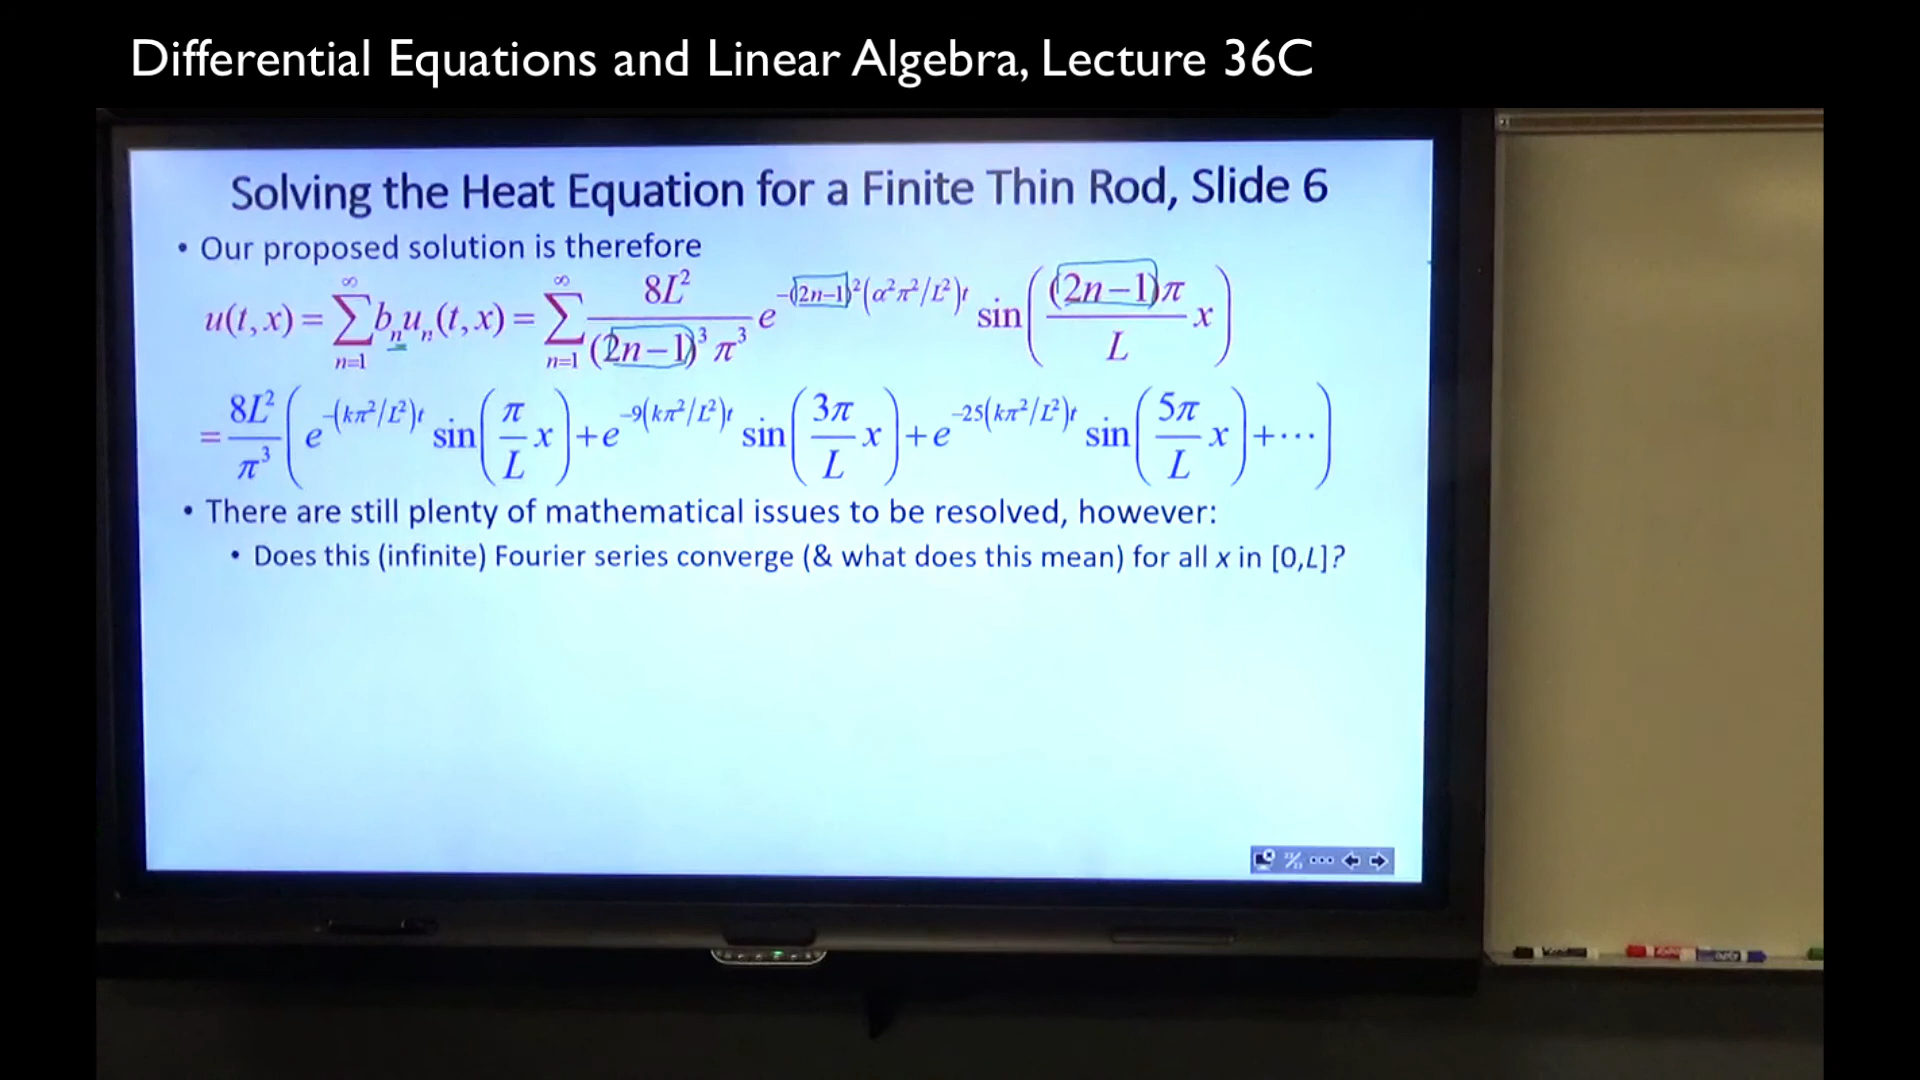 Differential Equations and Linear Algebra, Lecture 36C
Solving the Heat Equation for a Finite Thin Rod, Slide 6
• Our proposed solution is therefore
u(t,x) = ∑_{n=1}^{∞} b_n u_n(t,x) = ∑_{n=1}^{∞} 8L²/((2n−1)³π³) e^{−(2n−1)²(α²π²/L²)t} sin((2n−1)π/L x)
= 8L²/π³ (e^{−(kπ²/L²)t} sin(π/L x) + e^{−9(kπ²/L²)t} sin(3π/L x) + e^{−25(kπ²/L²)t} sin(5π/L x) + ⋯)
• There are still plenty of mathematical issues to be resolved, however:
• Does this (infinite) Fourier series converge (& what does this mean) for all x in [0,L]?